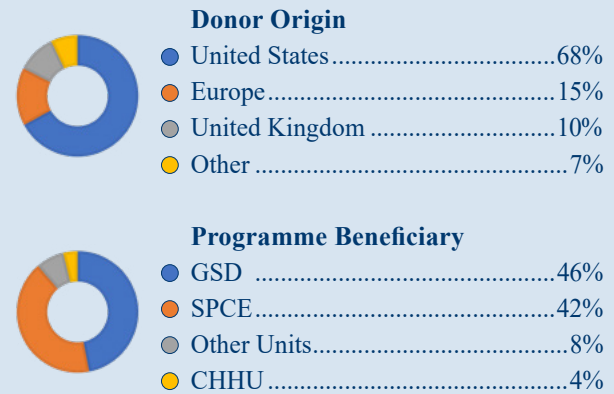 Donor Origin
United States..............................68%
Europe...........................................15%
United Kingdom ........................10%
Other .............................................7%
Programme Beneficiary
GSD ............................................46%
SPCE............................................42%
Other Units....................................8%
CHHU............................................4%